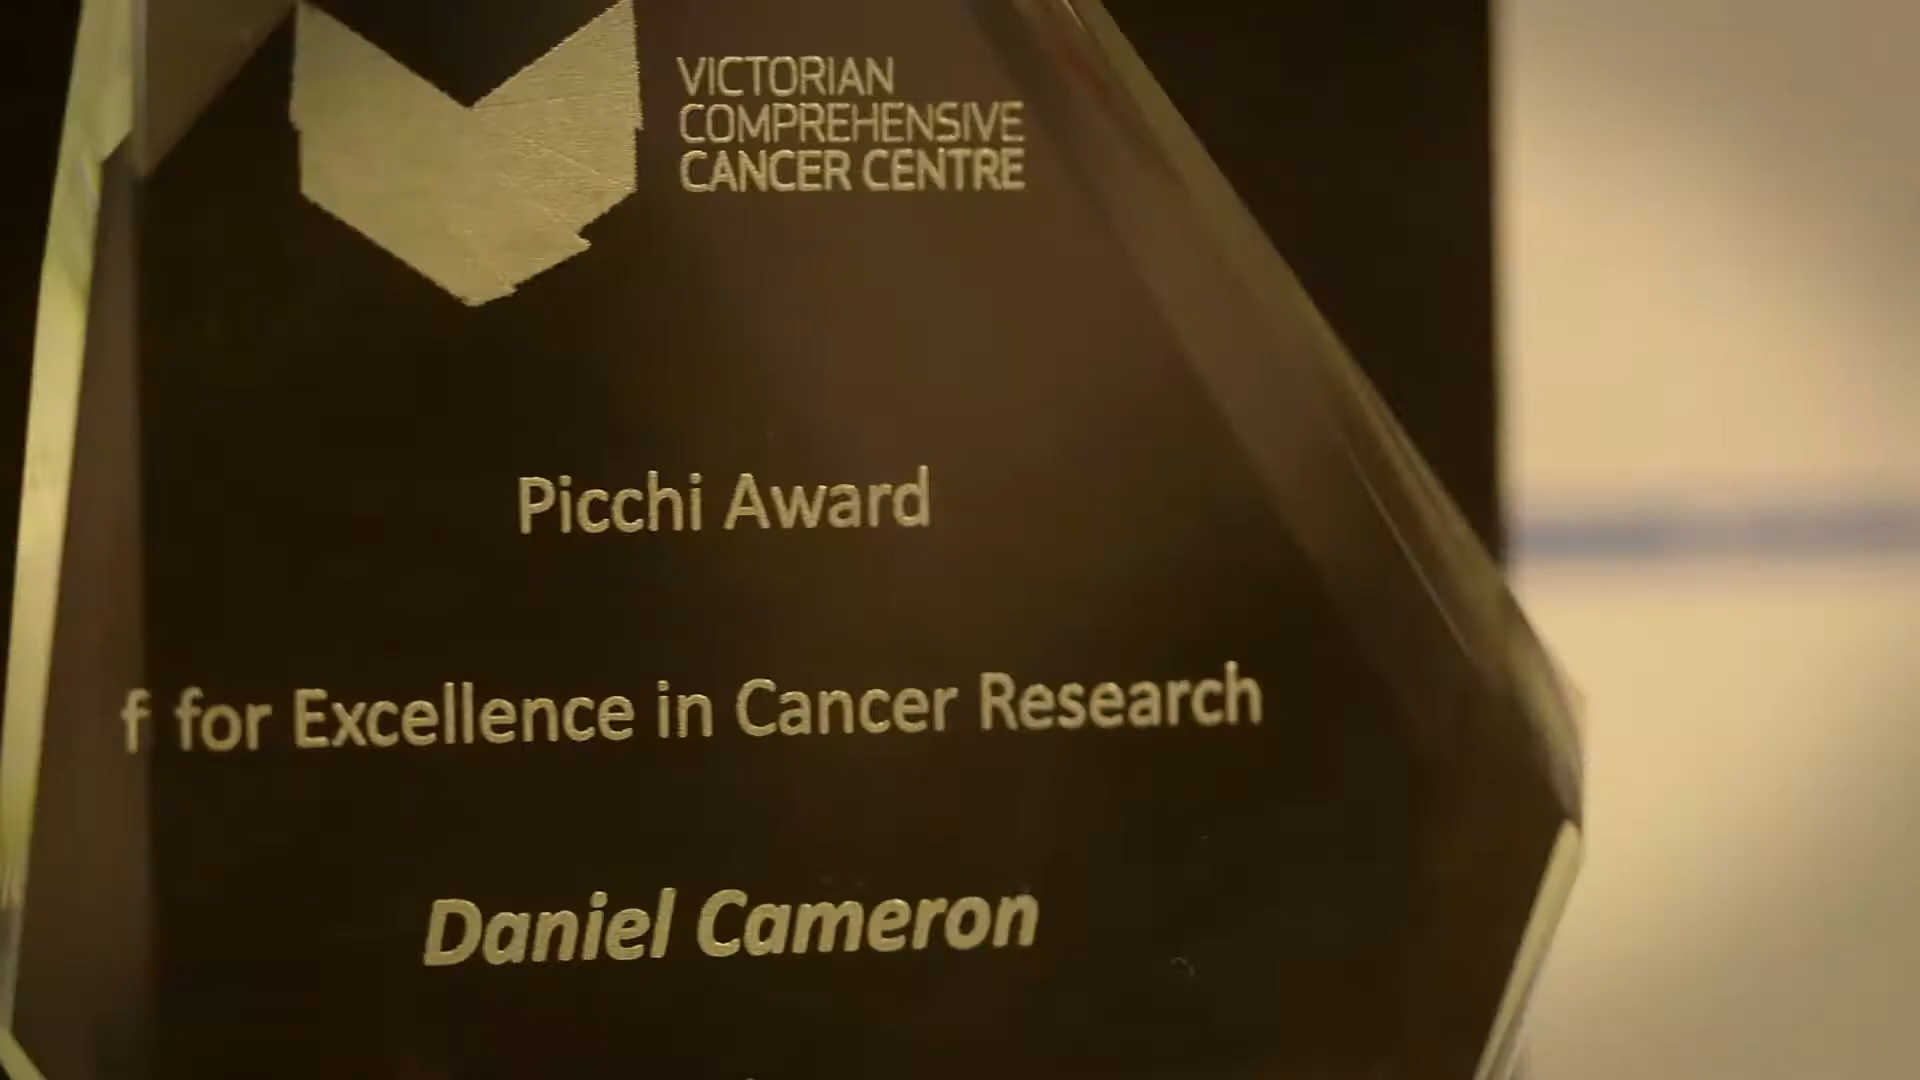 VICTORIAN
COMPREHENSIVE
CANCER CENTRE
Picchi Award
f for Excellence in Cancer Research
Daniel Cameron